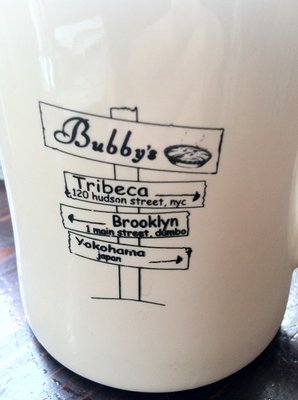 Bubby's
Tribeca
120 hudson street, nyc
Brooklyn
1 main street, dumbo
Yokohama
japan